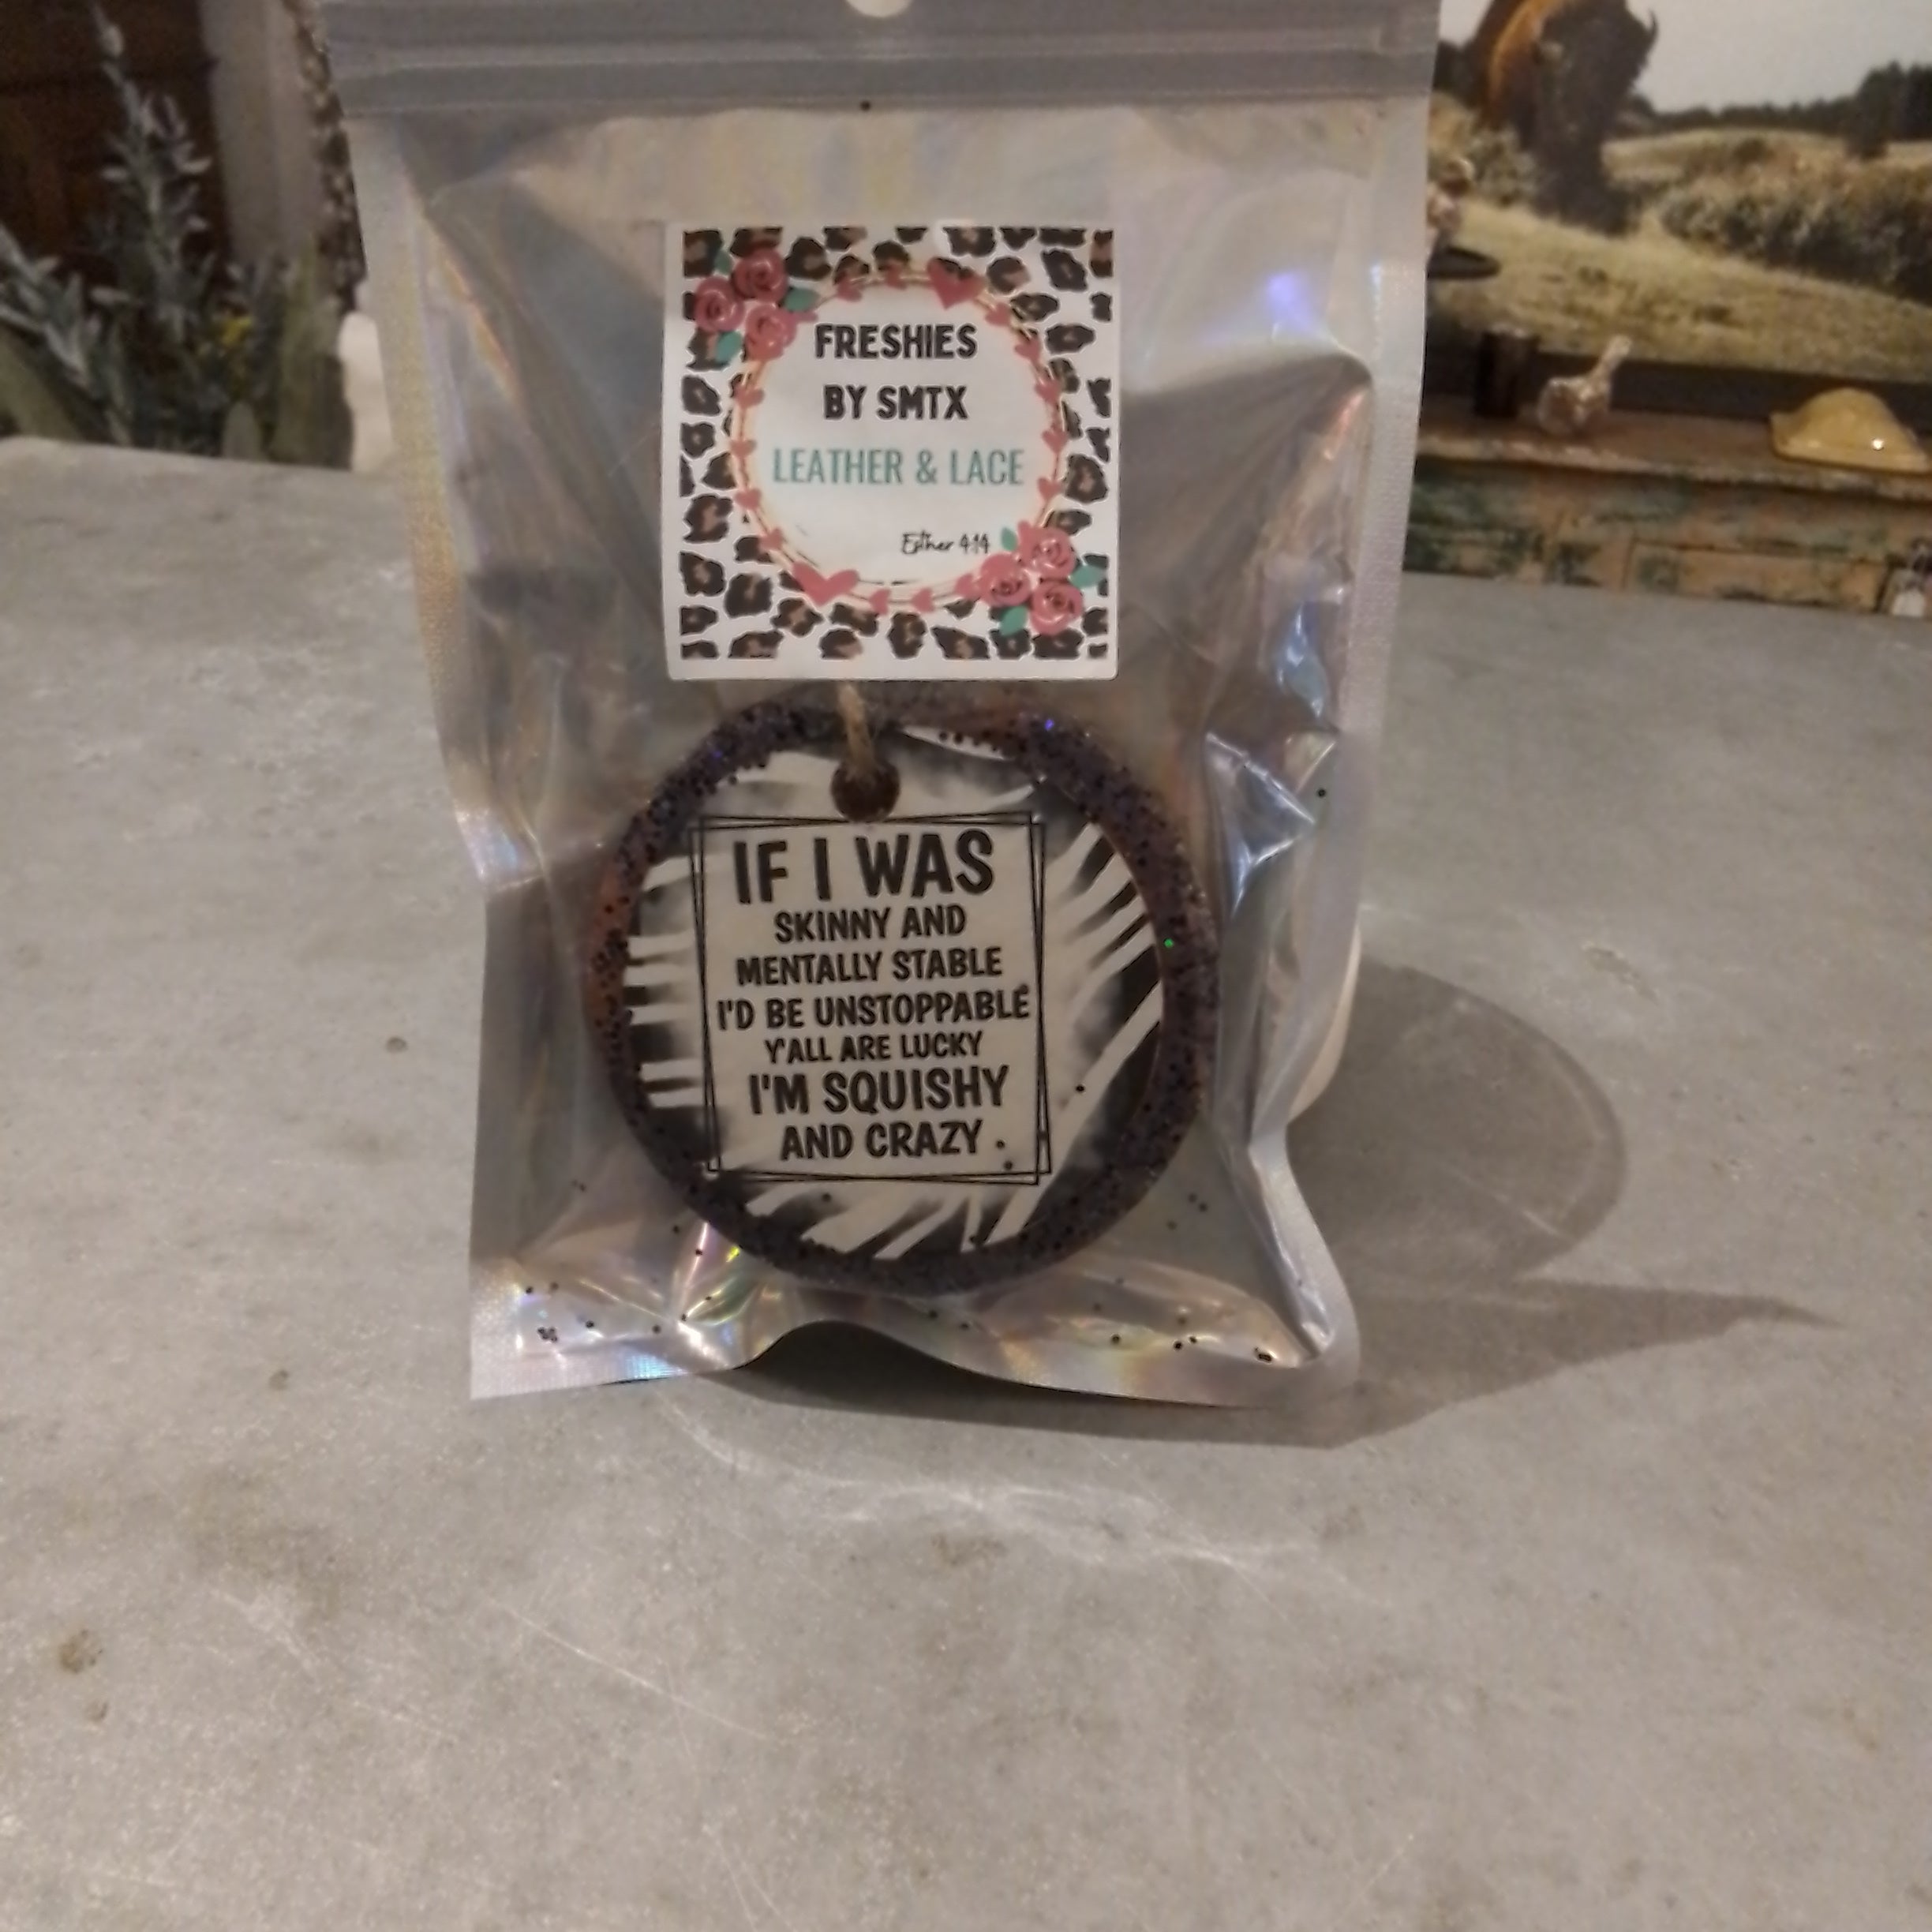 FRESHIES
BY SMTX
LEATHER & LACE
Esther 4:14
IF I WAS
SKINNY AND
MENTALLY STABLE
I'D BE UNSTOPPABLE
Y'ALL ARE LUCKY
I'M SQUISHY
AND CRAZY